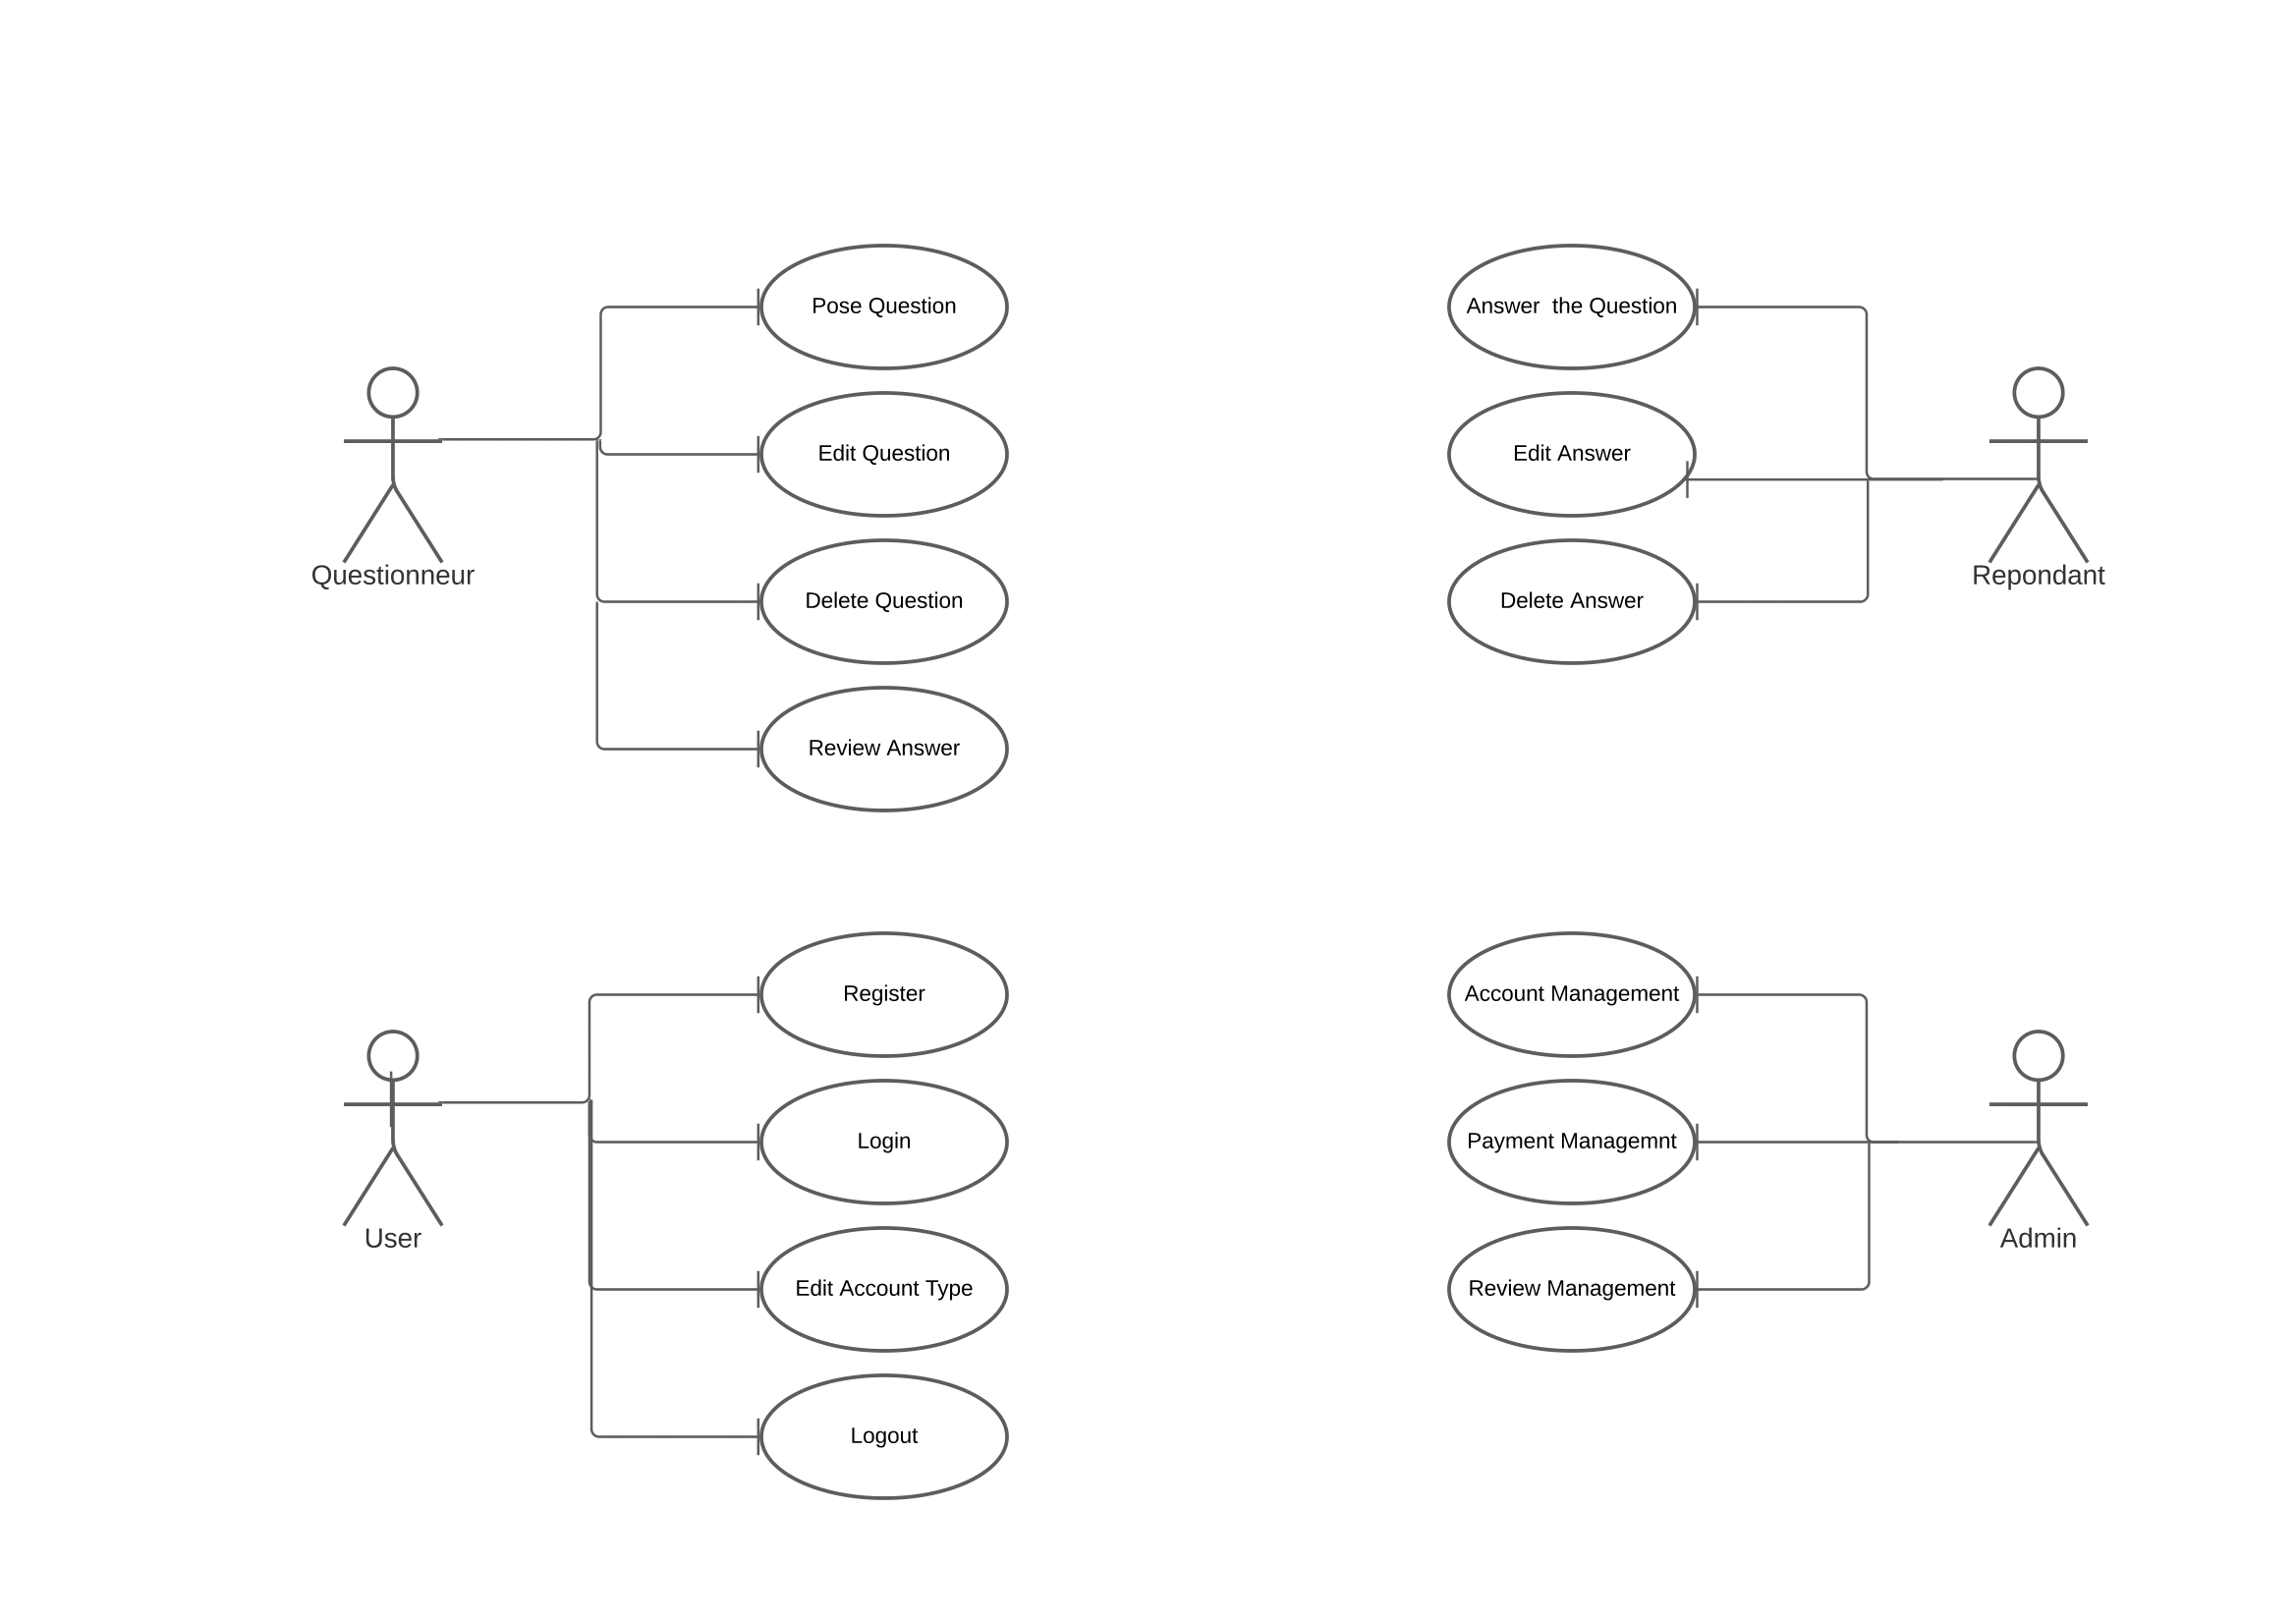 Pose Question
Answer  the Question
Edit Question
Edit Answer
Questionneur
Repondant
Delete Question
Delete Answer
Review Answer
Register
Account Management
Login
Payment Managemnt
User
Admin
Edit Account Type
Review Management
Logout